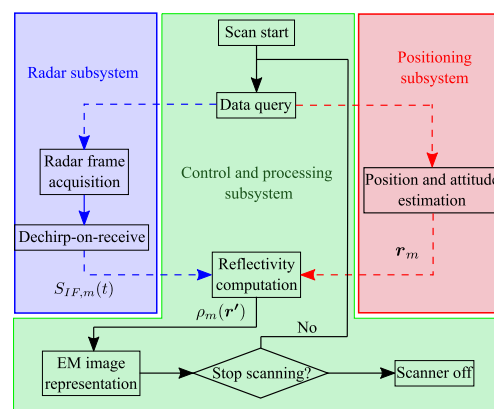 Scan start
Radar subsystem
Positioning
subsystem
Data query
Radar frame
acquisition
Control and processing
subsystem
Position and attitude
estimation
Dechirp-on-receive
Reflectivity
computation
r_m
S_{IF,m}(t)
ρ_m(r')
No
EM image
representation
Stop scanning?
Scanner off